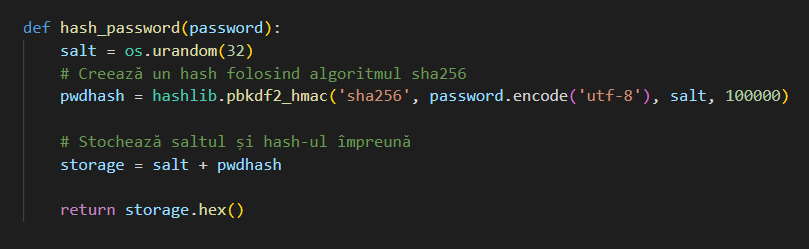 def hash_password(password):
    salt = os.urandom(32)
    # Creează un hash folosind algoritmul sha256
    pwdhash = hashlib.pbkdf2_hmac('sha256', password.encode('utf-8'), salt, 100000)
    # Stochează saltul și hash-ul împreună
    storage = salt + pwdhash
    return storage.hex()